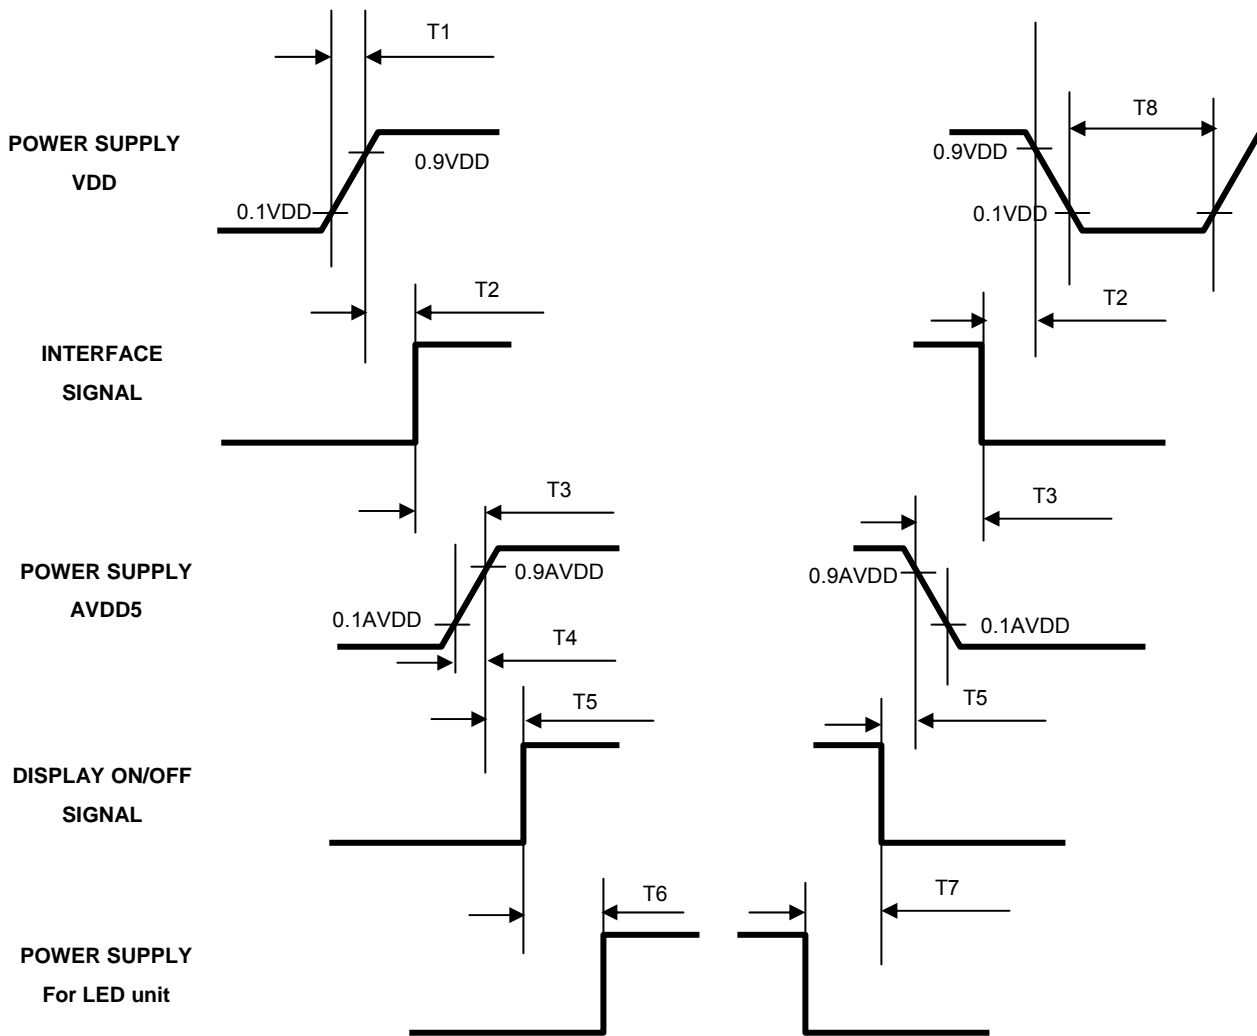 T1
T8
POWER SUPPLY
VDD
0.9VDD
0.1VDD
0.9VDD
0.1VDD
T2
T2
INTERFACE
SIGNAL
T3
T3
POWER SUPPLY
AVDD5
0.9AVDD
0.1AVDD
0.9AVDD
0.1AVDD
T4
T5
T5
DISPLAY ON/OFF
SIGNAL
T6
T7
POWER SUPPLY
For LED unit